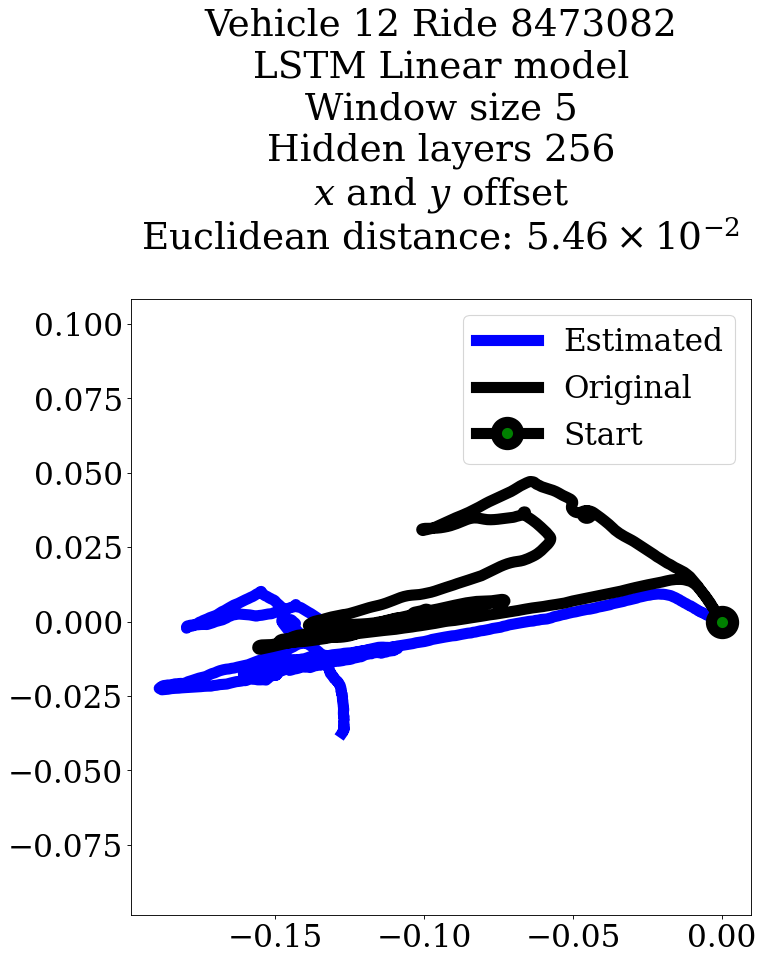 Vehicle 12 Ride 8473082
LSTM Linear model
Window size 5
Hidden layers 256
x and y offset
Euclidean distance: 5.46 × 10⁻²
Estimated
Original
Start
0.100
0.075
0.050
0.025
0.000
−0.025
−0.050
−0.075
−0.15 −0.10 −0.05 0.00